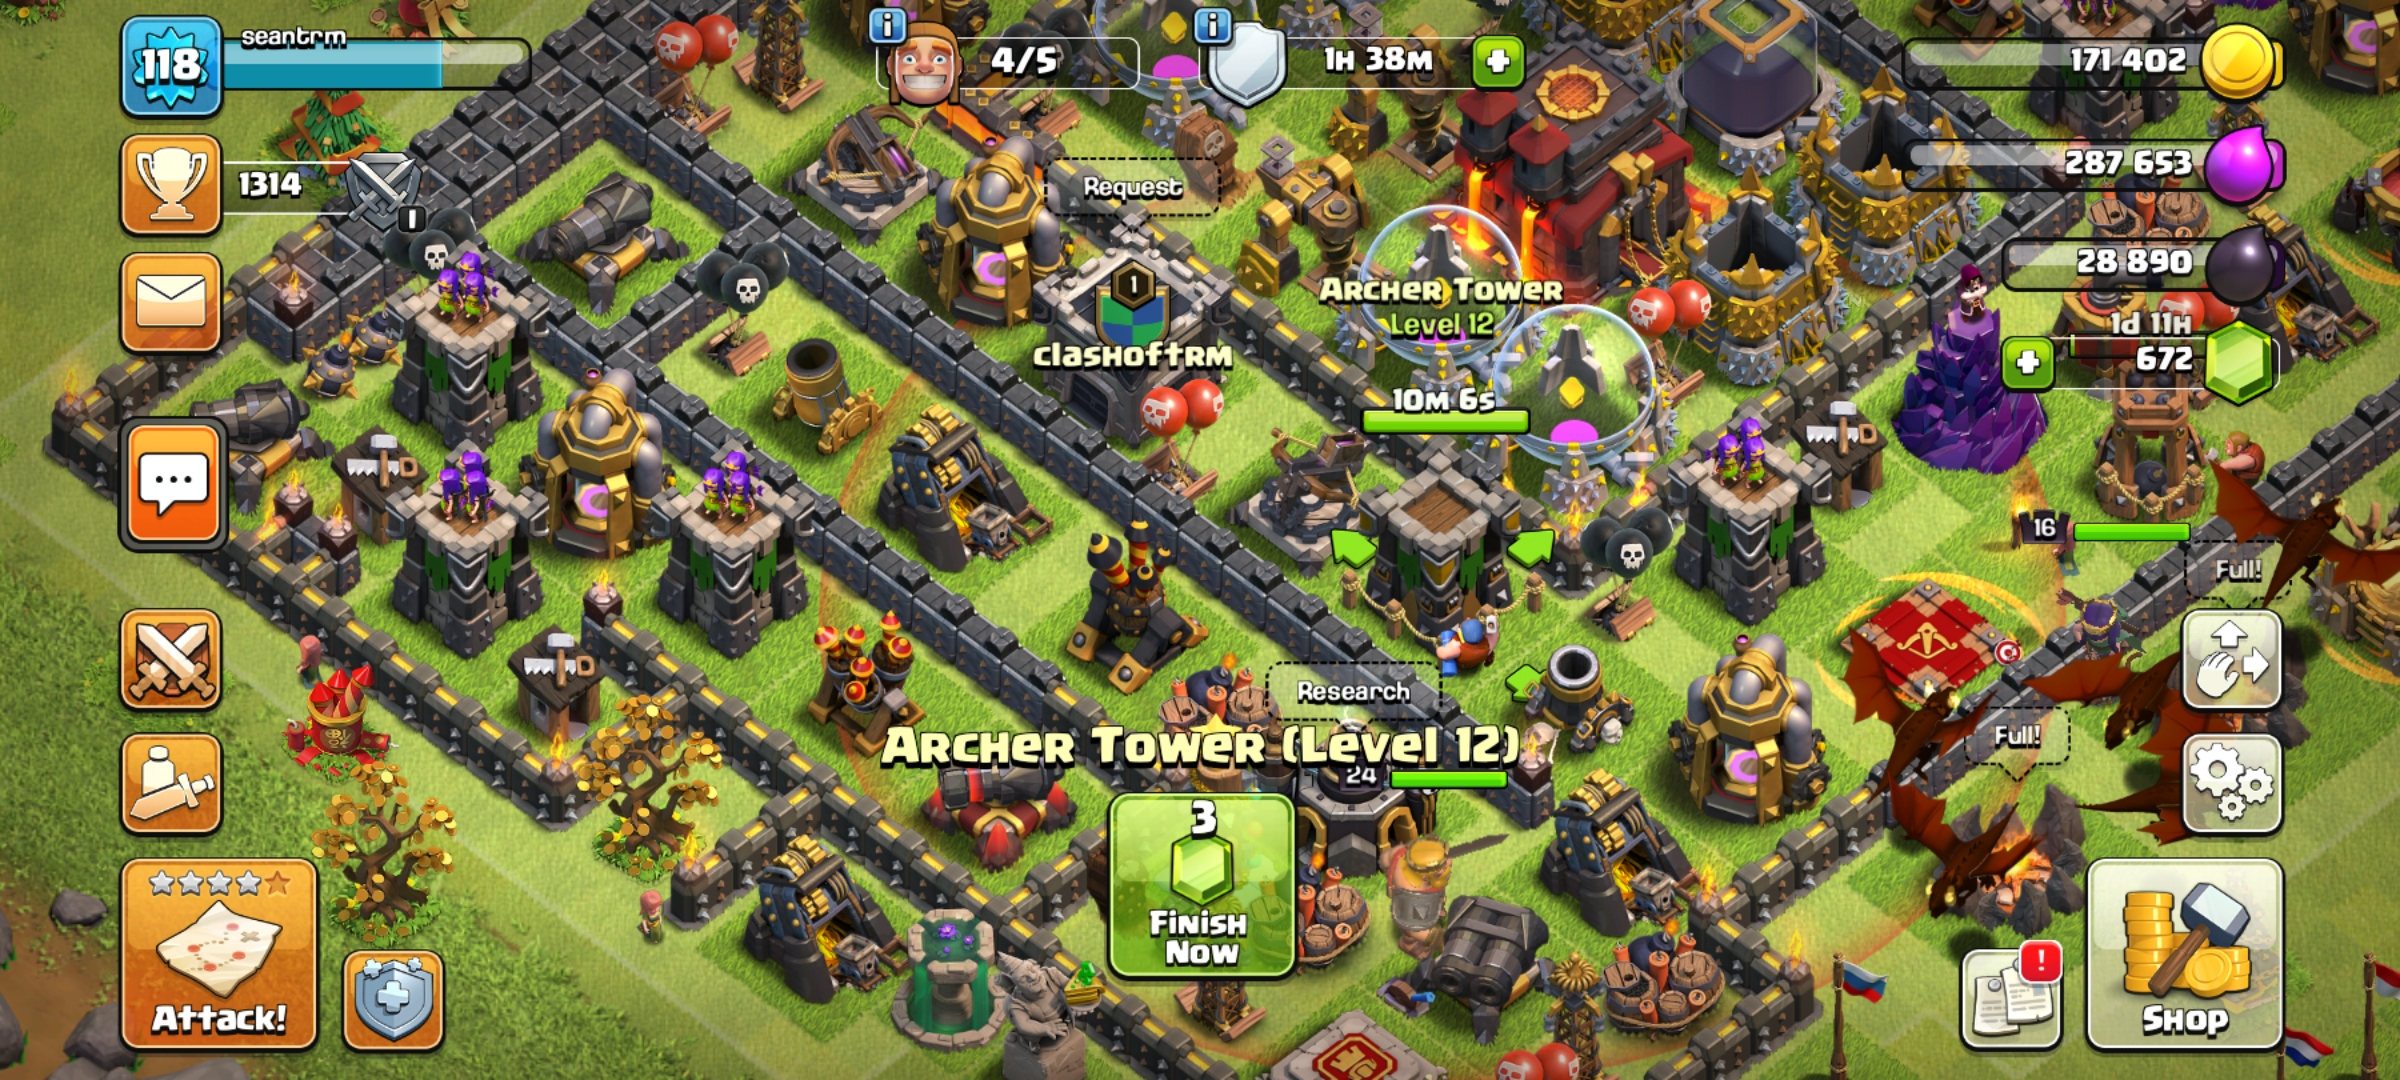 118
seantrm
4/5
1H 38M
171 402
1314
I
Request
287 653
28 890
1
Archer Tower
Level 12
clashoftrm
1d 11H
672
10M 6s
16
Full!
Research
Full!
Archer Tower (Level 12)
24
3
Finish
Now
Attack!
!
Shop